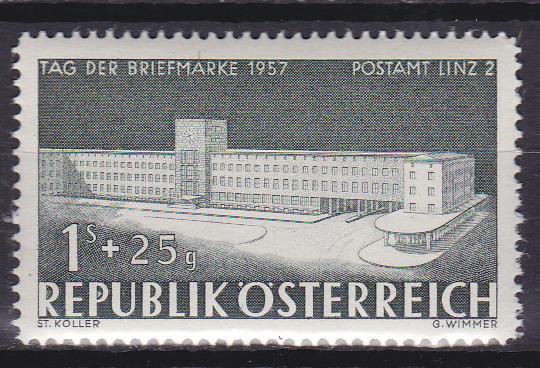 TAG DER BRIEFMARKE 1957 POSTAMT LINZ 2
1S + 25g
REPUBLIK ÖSTERREICH
ST. KOLLER G. WIMMER